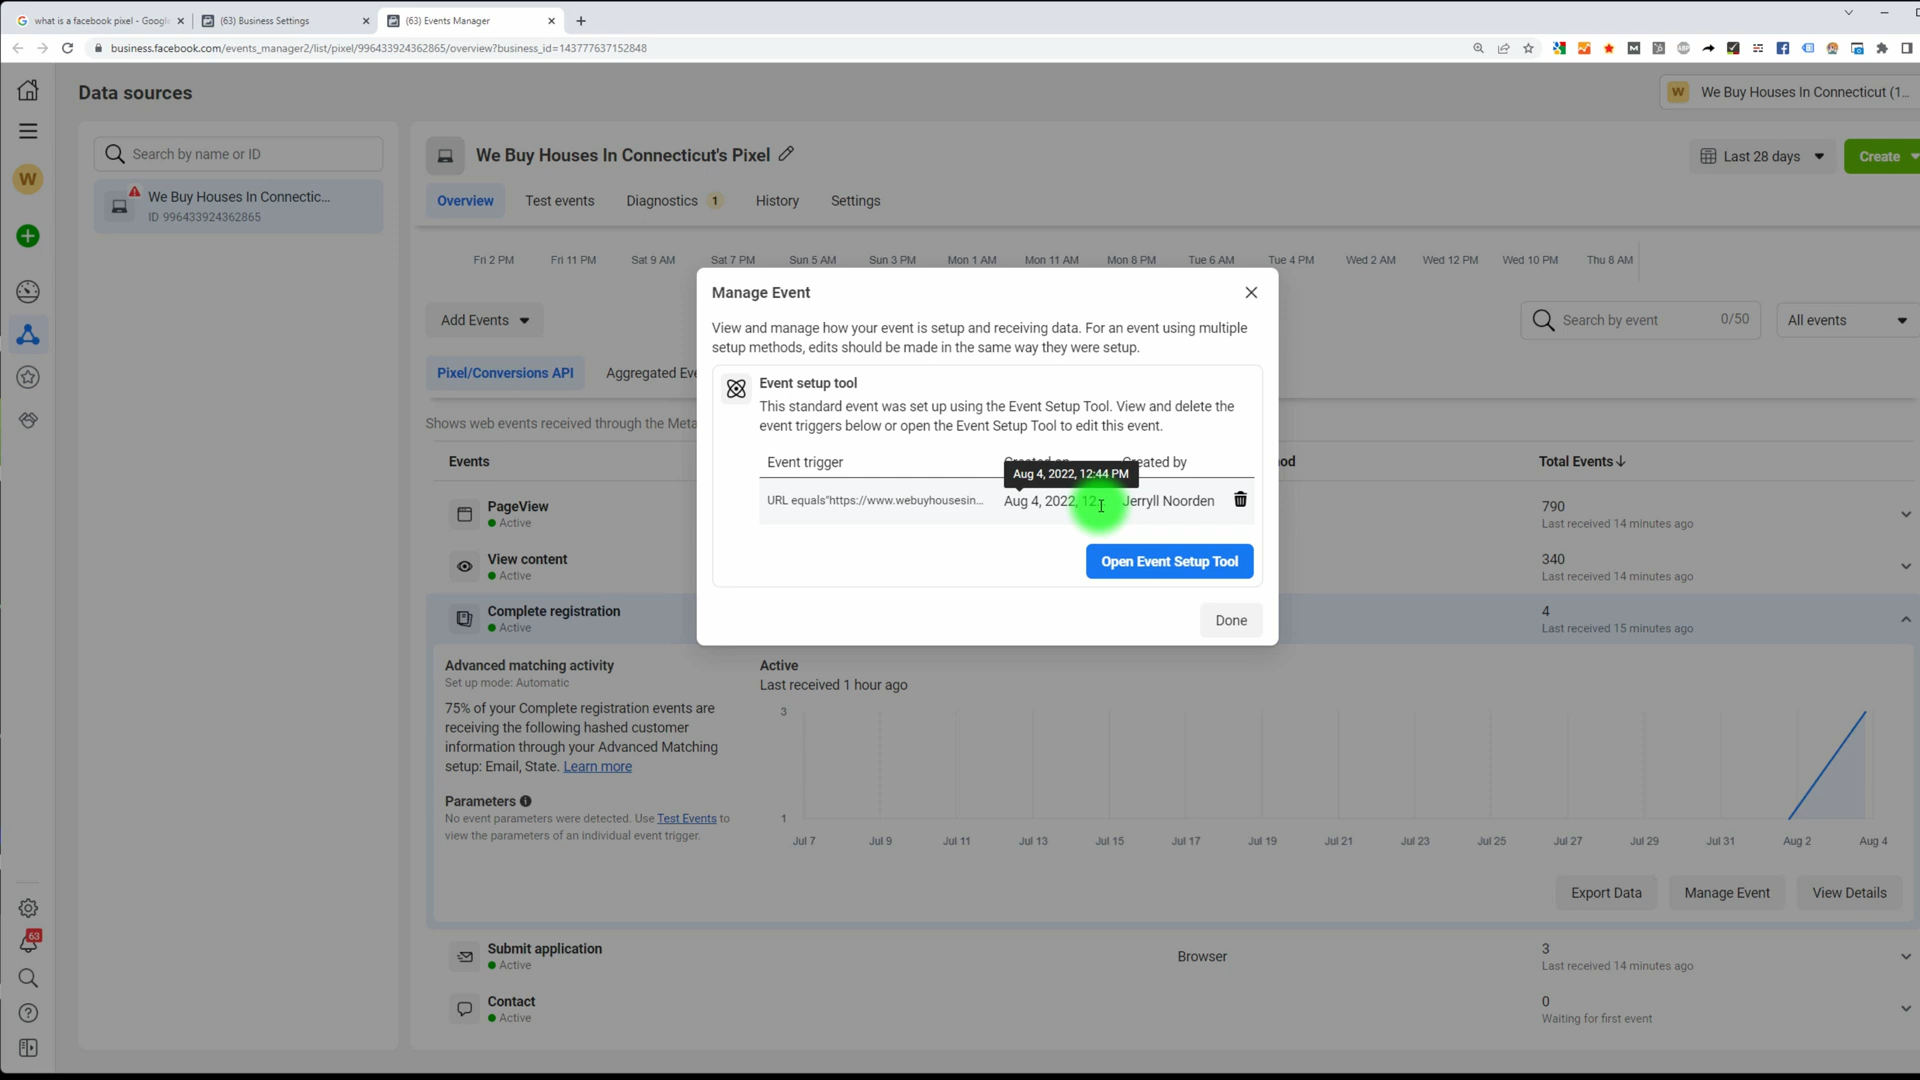 what is a facebook pixel - Googl
(63) Business Settings
(63) Events Manager
business.facebook.com/events_manager2/list/pixel/996433924362865/overview?business_id=143777637152848
Data sources
W
We Buy Houses In Connecticut (1...
Search by name or ID
We Buy Houses In Connectic...
ID 996433924362865
W
We Buy Houses In Connecticut's Pixel
Last 28 days
Create
Overview
Test events
Diagnostics
1
History
Settings
Fri 2 PM
Fri 11 PM
Sat 9 AM
Sat 7 PM
Sun 5 AM
Sun 3 PM
Mon 1 AM
Mon 11 AM
Mon 8 PM
Tue 6 AM
Tue 4 PM
Wed 2 AM
Wed 12 PM
Wed 10 PM
Thu 8 AM
Add Events
Search by event
0/50
All events
Pixel/Conversions API
Aggregated Eve
Shows web events received through the Meta
Manage Event
View and manage how your event is setup and receiving data. For an event using multiple
setup methods, edits should be made in the same way they were setup.
Event setup tool
This standard event was set up using the Event Setup Tool. View and delete the
event triggers below or open the Event Setup Tool to edit this event.
Event trigger
Created on
Created by
Aug 4, 2022, 12:44 PM
URL equals"https://www.webuyhousesin...
Aug 4, 2022, 12...
Jerryll Noorden
Open Event Setup Tool
Done
Events
od
Total Events
PageView
Active
790
Last received 14 minutes ago
View content
Active
340
Last received 14 minutes ago
Complete registration
Active
4
Last received 15 minutes ago
Advanced matching activity
Set up mode: Automatic
75% of your Complete registration events are
receiving the following hashed customer
information through your Advanced Matching
setup: Email, State. Learn more
Parameters
No event parameters were detected. Use Test Events to
view the parameters of an individual event trigger.
Active
Last received 1 hour ago
3
1
Jul 7
Jul 9
Jul 11
Jul 13
Jul 15
Jul 17
Jul 19
Jul 21
Jul 23
Jul 25
Jul 27
Jul 29
Jul 31
Aug 2
Aug 4
Export Data
Manage Event
View Details
63
Submit application
Active
Browser
3
Last received 14 minutes ago
Contact
Active
0
Waiting for first event